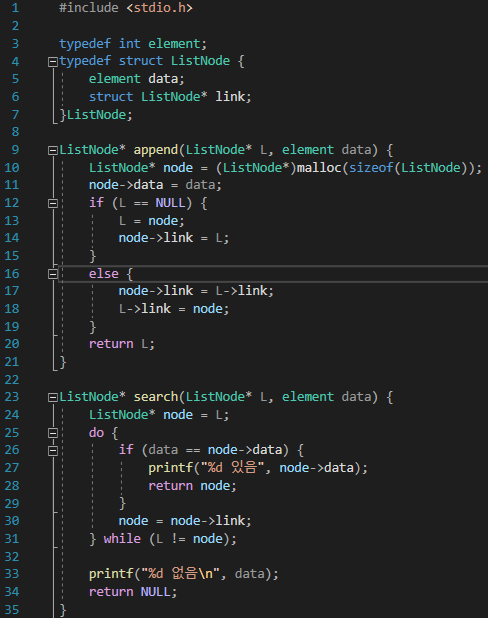 1 #include <stdio.h>
2
3 typedef int element;
4 typedef struct ListNode {
5     element data;
6     struct ListNode* link;
7 }ListNode;
8
9 ListNode* append(ListNode* L, element data) {
10     ListNode* node = (ListNode*)malloc(sizeof(ListNode));
11     node->data = data;
12     if (L == NULL) {
13         L = node;
14         node->link = L;
15     }
16     else {
17         node->link = L->link;
18         L->link = node;
19     }
20     return L;
21 }
22
23 ListNode* search(ListNode* L, element data) {
24     ListNode* node = L;
25     do {
26         if (data == node->data) {
27             printf("%d 있음", node->data);
28             return node;
29         }
30         node = node->link;
31     } while (L != node);
32
33     printf("%d 없음\n", data);
34     return NULL;
35 }